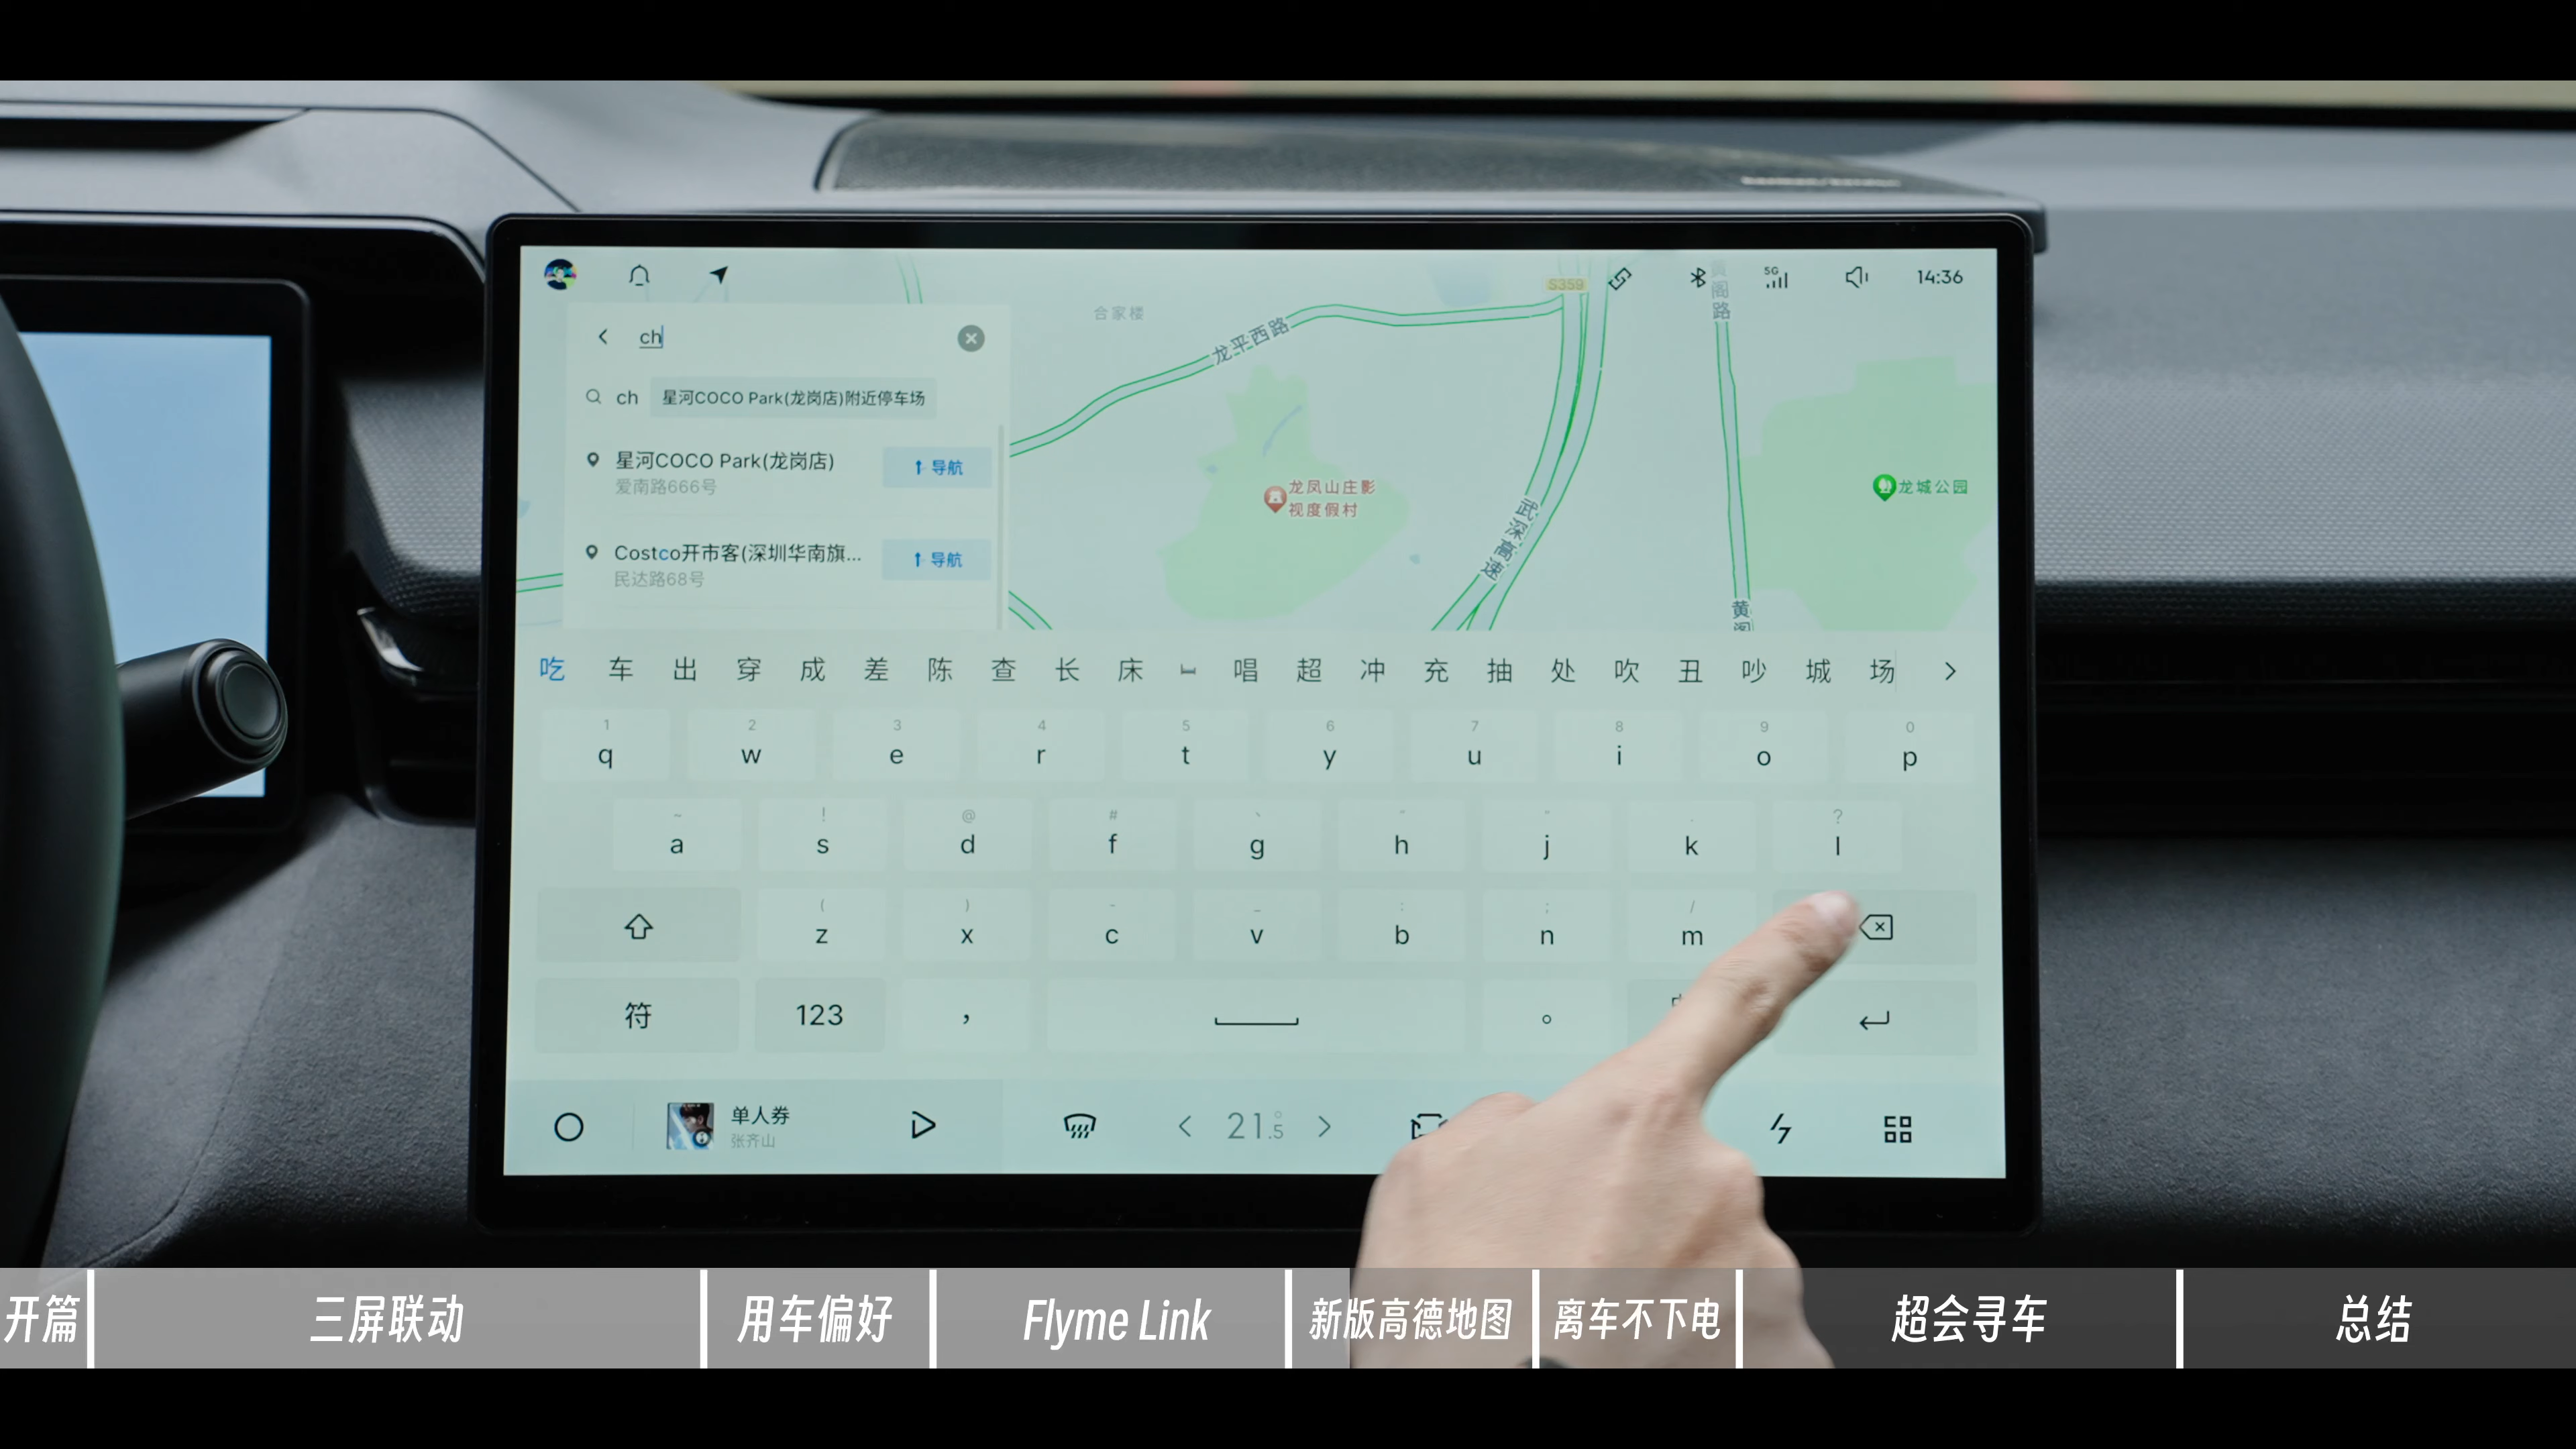 5G
14:36
S359
合家楼
龙平西路
黄阁路
ch
ch 星河COCO Park(龙岗店)附近停车场
星河COCO Park(龙岗店)
导航
爱南路666号
Costco开市客(深圳华南旗...
导航
民达路68号
龙凤山庄影
视度假村
武深高速
龙城公园
黄阁
吃 车 出 穿 成 差 陈 查 长 床 唱 超 冲 充 抽 处 吹 丑 吵 城 场
1 2 3 4 5 6 7 8 9 0
q w e r t y u i o p
~ ! @ # ?
a s d f g h j k l
( ) - _ : ; /
z x c v b n m
符 123 , 。
单人券
张齐山
21.5°
开篇 三屏联动 用车偏好 Flyme Link 新版高德地图 离车不下电 超会寻车 总结